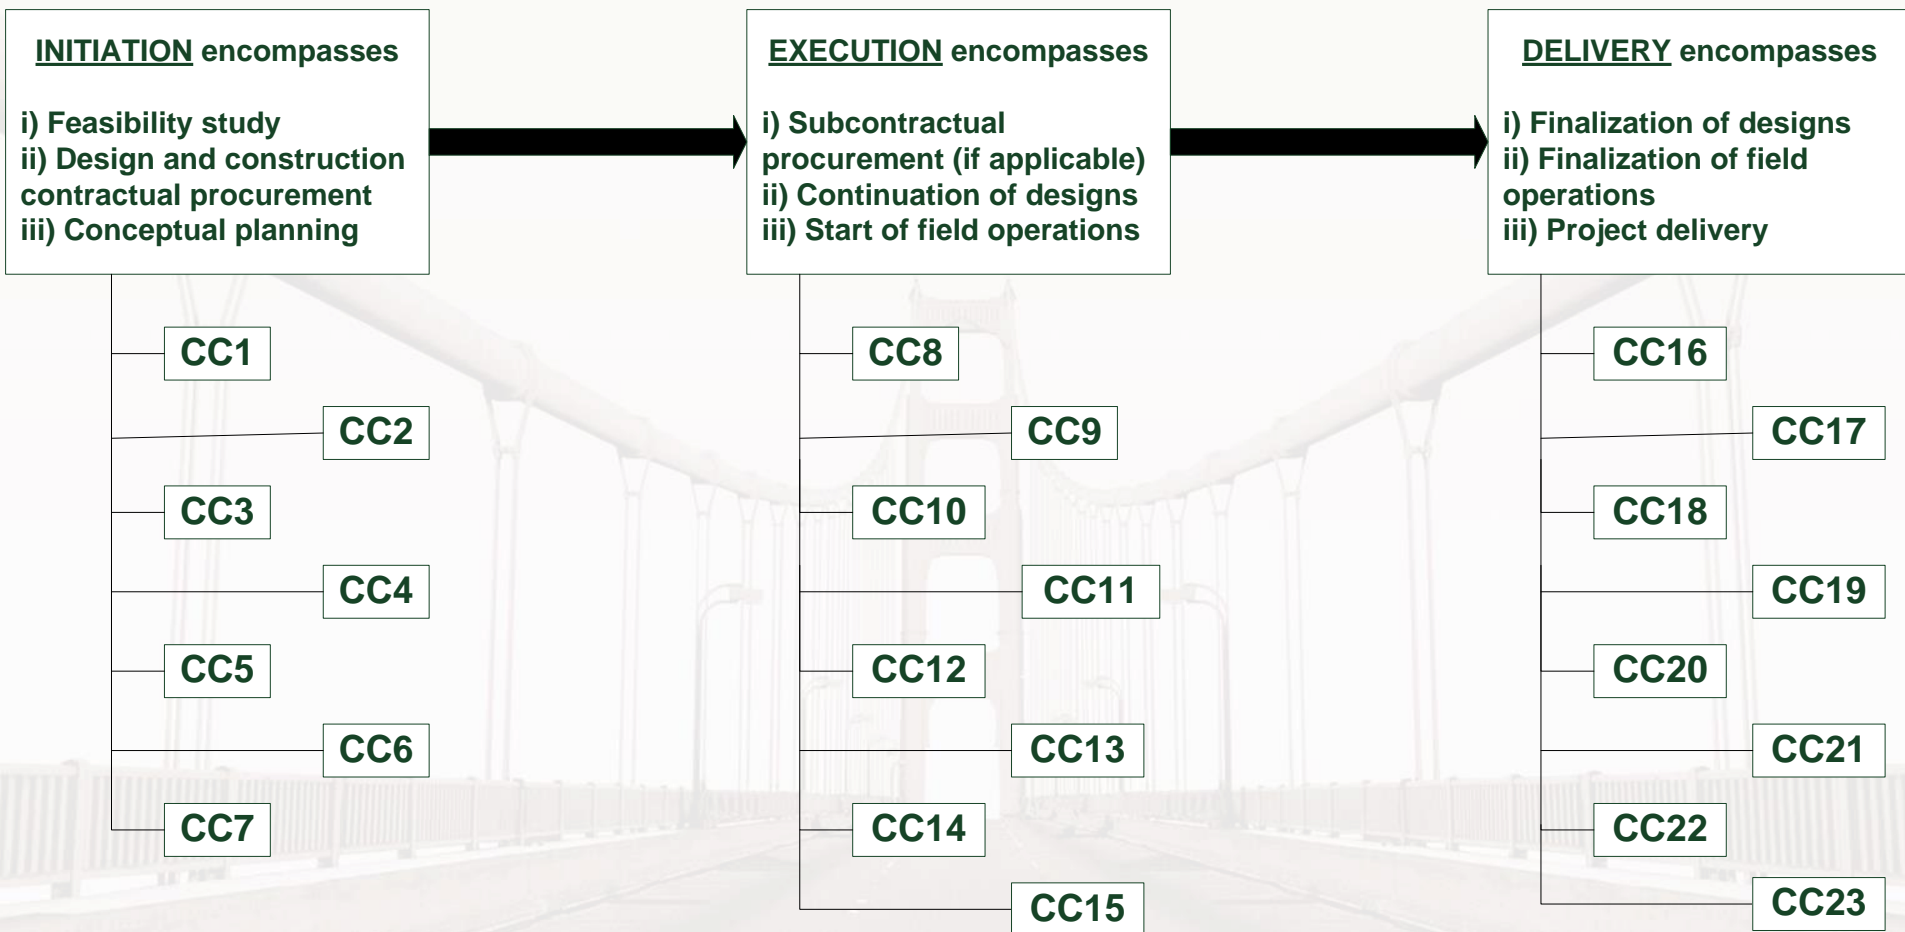 INITIATION encompasses
i) Feasibility study
ii) Design and construction
contractual procurement
iii) Conceptual planning
CC1
CC2
CC3
CC4
CC5
CC6
CC7
EXECUTION encompasses
i) Subcontractual
procurement (if applicable)
ii) Continuation of designs
iii) Start of field operations
CC8
CC9
CC10
CC11
CC12
CC13
CC14
CC15
DELIVERY encompasses
i) Finalization of designs
ii) Finalization of field
operations
iii) Project delivery
CC16
CC17
CC18
CC19
CC20
CC21
CC22
CC23